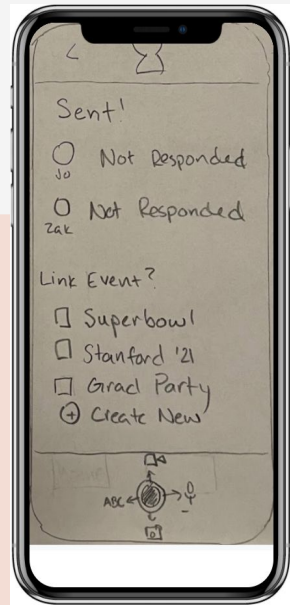 Sent!
Not Responded
Jo
Not Responded
Zak
Link Event?
Superbowl
Stanford '21
Grad Party
Create New
ABC